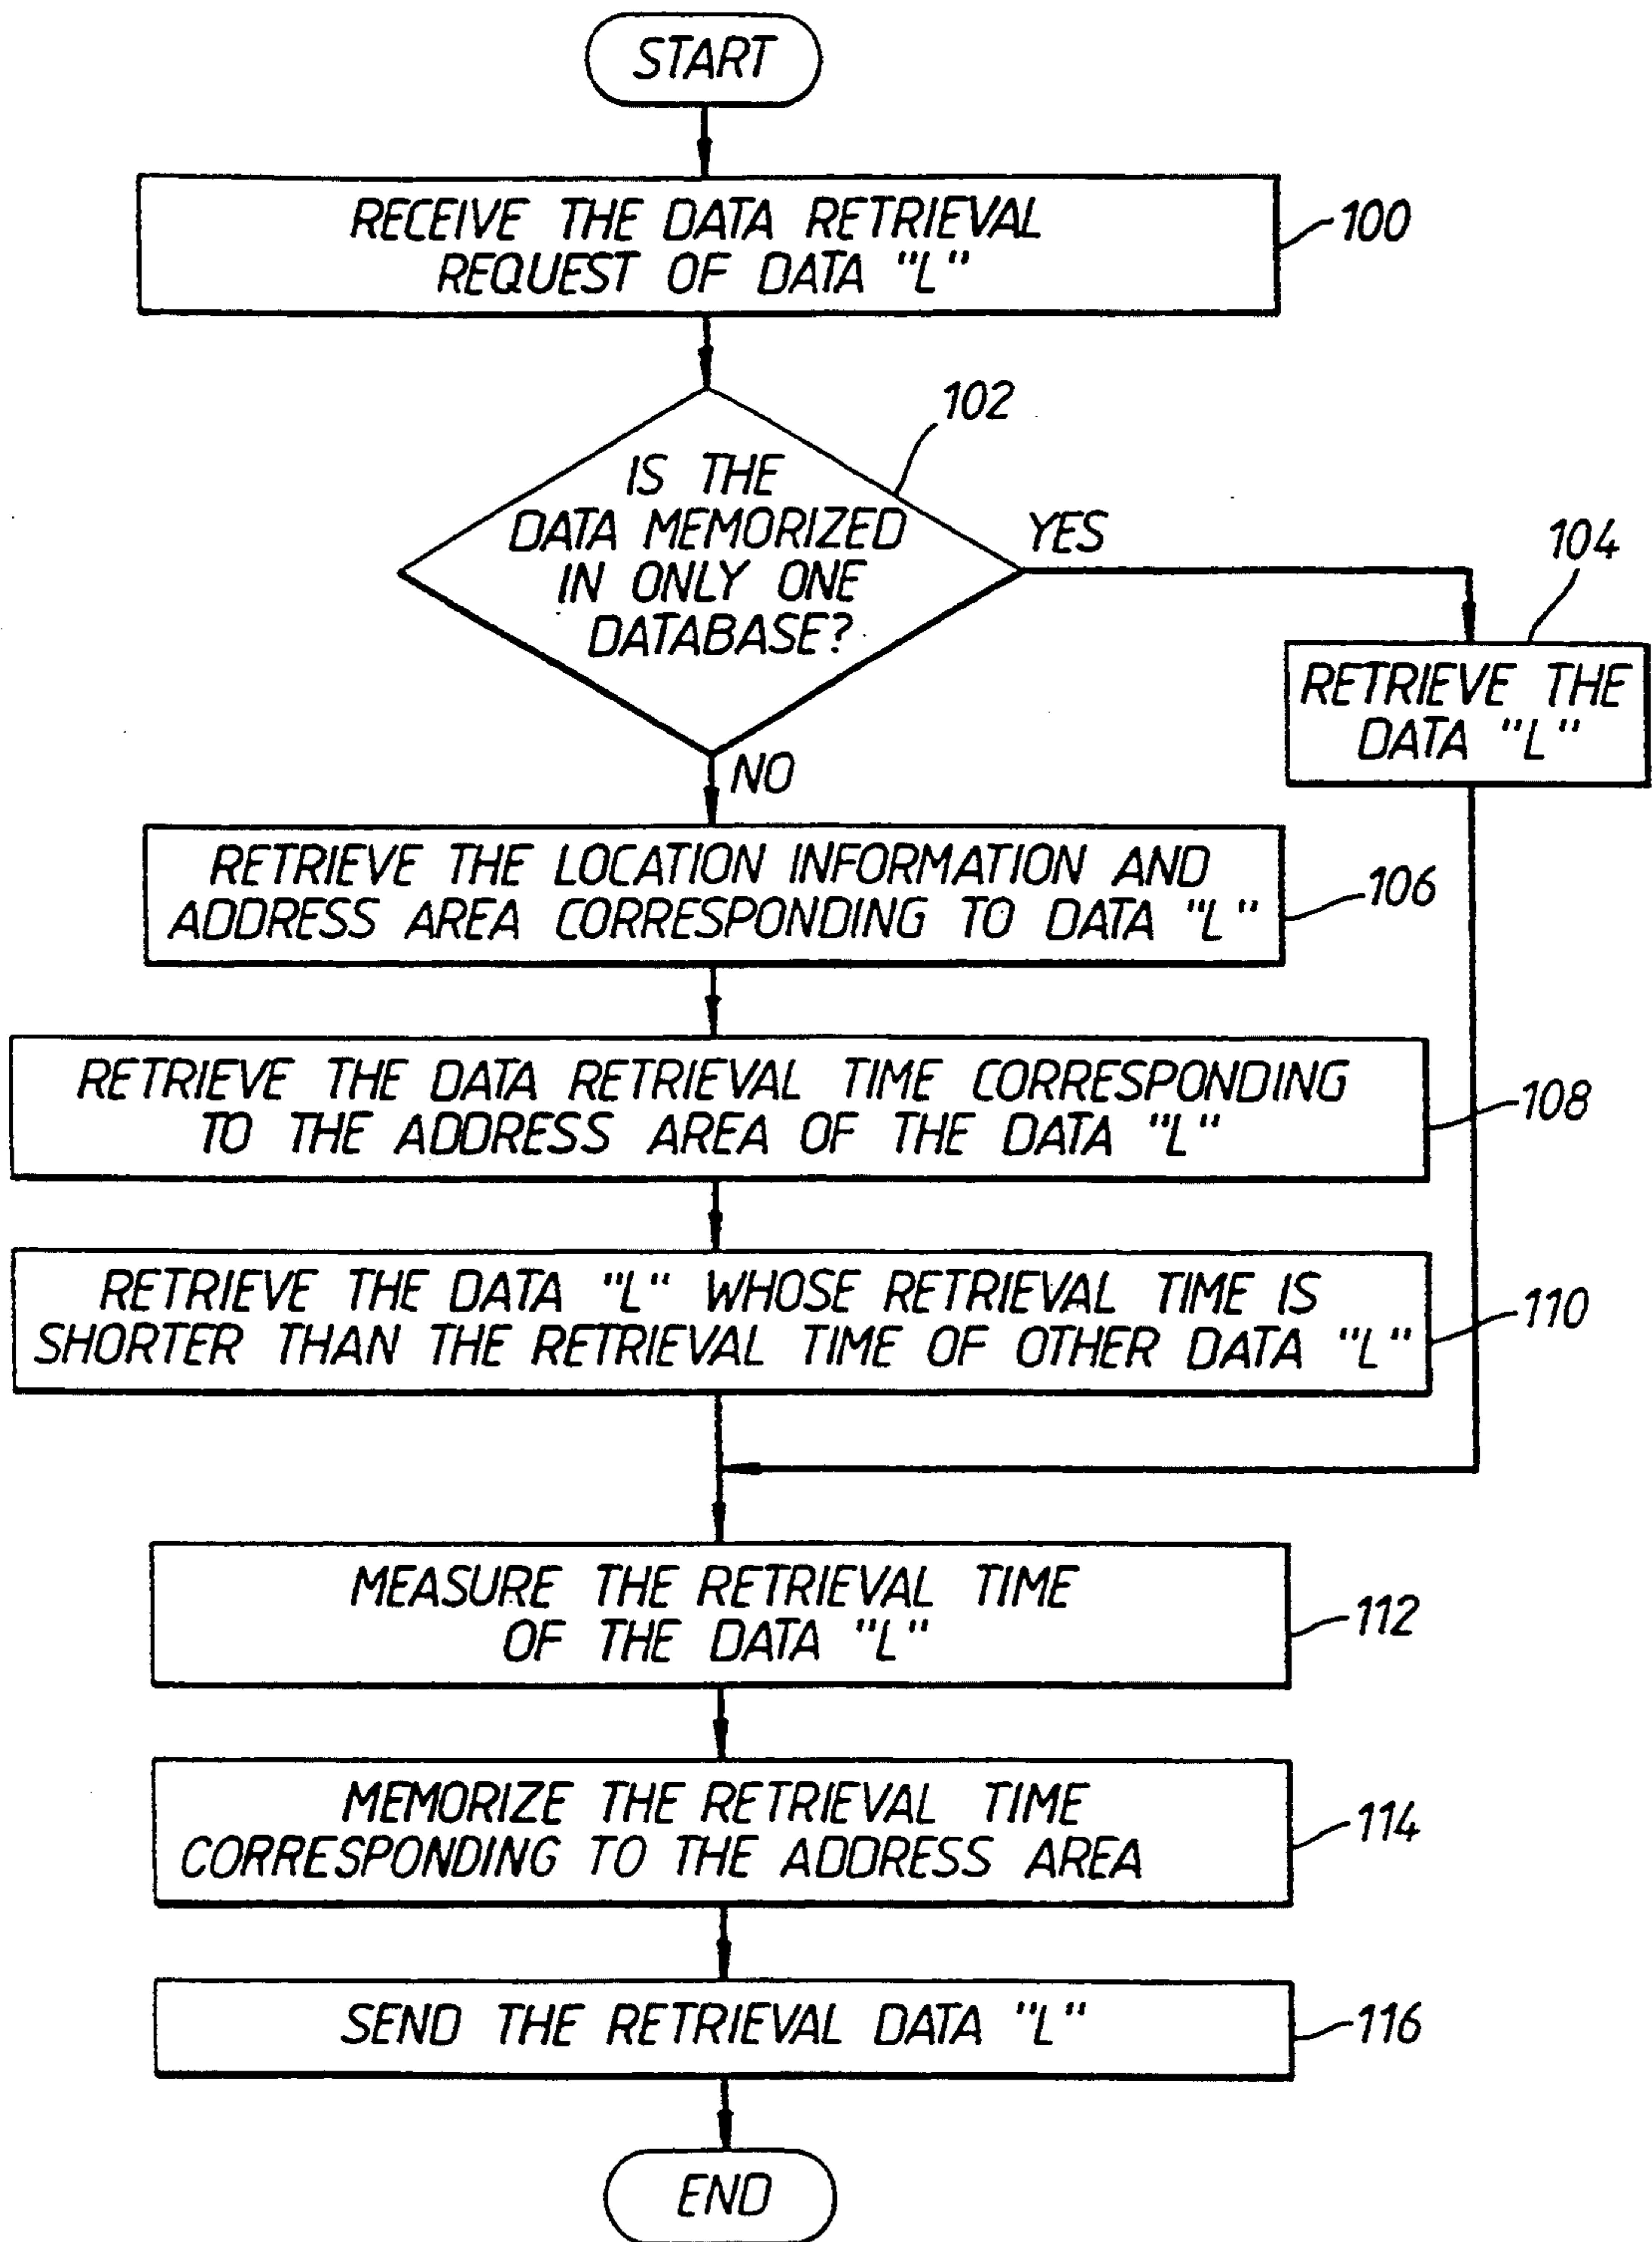 START
RECEIVE THE DATA RETRIEVAL
REQUEST OF DATA "L"
100
102
IS THE
DATA MEMORIZED
IN ONLY ONE
DATABASE?
YES
104
RETRIEVE THE
DATA "L"
NO
RETRIEVE THE LOCATION INFORMATION AND
ADDRESS AREA CORRESPONDING TO DATA "L"
106
RETRIEVE THE DATA RETRIEVAL TIME CORRESPONDING
TO THE ADDRESS AREA OF THE DATA "L"
108
RETRIEVE THE DATA "L" WHOSE RETRIEVAL TIME IS
SHORTER THAN THE RETRIEVAL TIME OF OTHER DATA "L"
110
MEASURE THE RETRIEVAL TIME
OF THE DATA "L"
112
MEMORIZE THE RETRIEVAL TIME
CORRESPONDING TO THE ADDRESS AREA
114
SEND THE RETRIEVAL DATA "L"
116
END